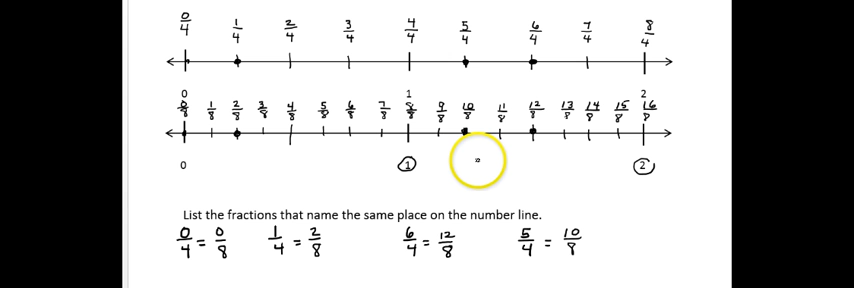 0/4 1/4 2/4 3/4 4/4 5/4 6/4 7/4 8/4
0 1 2
0/8 1/8 2/8 3/8 4/8 5/8 6/8 7/8 8/8 9/8 10/8 11/8 12/8 13/8 14/8 15/8 16/8
0 1 2
List the fractions that name the same place on the number line.
0/4 = 0/8 1/4 = 2/8 6/4 = 12/8 5/4 = 10/8